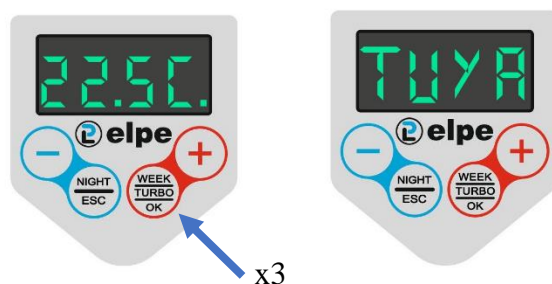 22.5C.
elpe
−
+
NIGHT
ESC
WEEK
TURBO
OK
x3
TUYA
elpe
−
+
NIGHT
ESC
WEEK
TURBO
OK